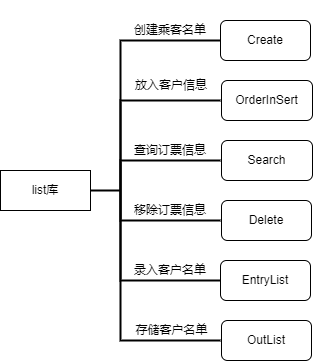 创建乘客名单
Create
放入客户信息
OrderInSert
查询订票信息
Search
list库
移除订票信息
Delete
录入客户名单
EntryList
存储客户名单
OutList